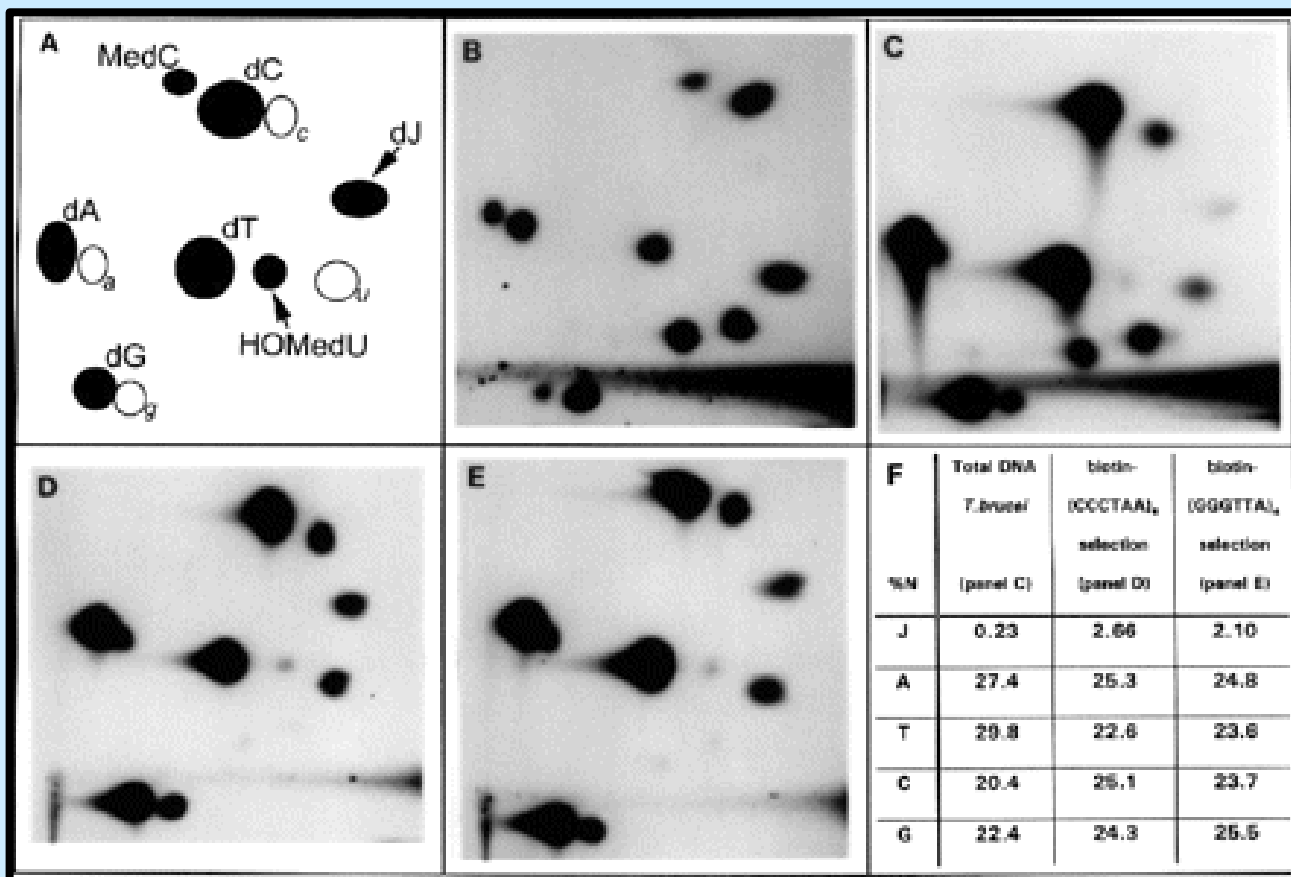 A
MedC
dC
c
dJ
dA
a
dT
u
HOMedU
dG
g
B
C
D
E
F
Total DNA biotin- biotin-
T.brucei (CCCTAA)₄ (GGGTTA)₄
selection selection
%N (panel C) (panel D) (panel E)
J 0.23 2.66 2.10
A 27.4 25.3 24.8
T 29.8 22.6 23.6
C 20.4 25.1 23.7
G 22.4 24.3 25.5